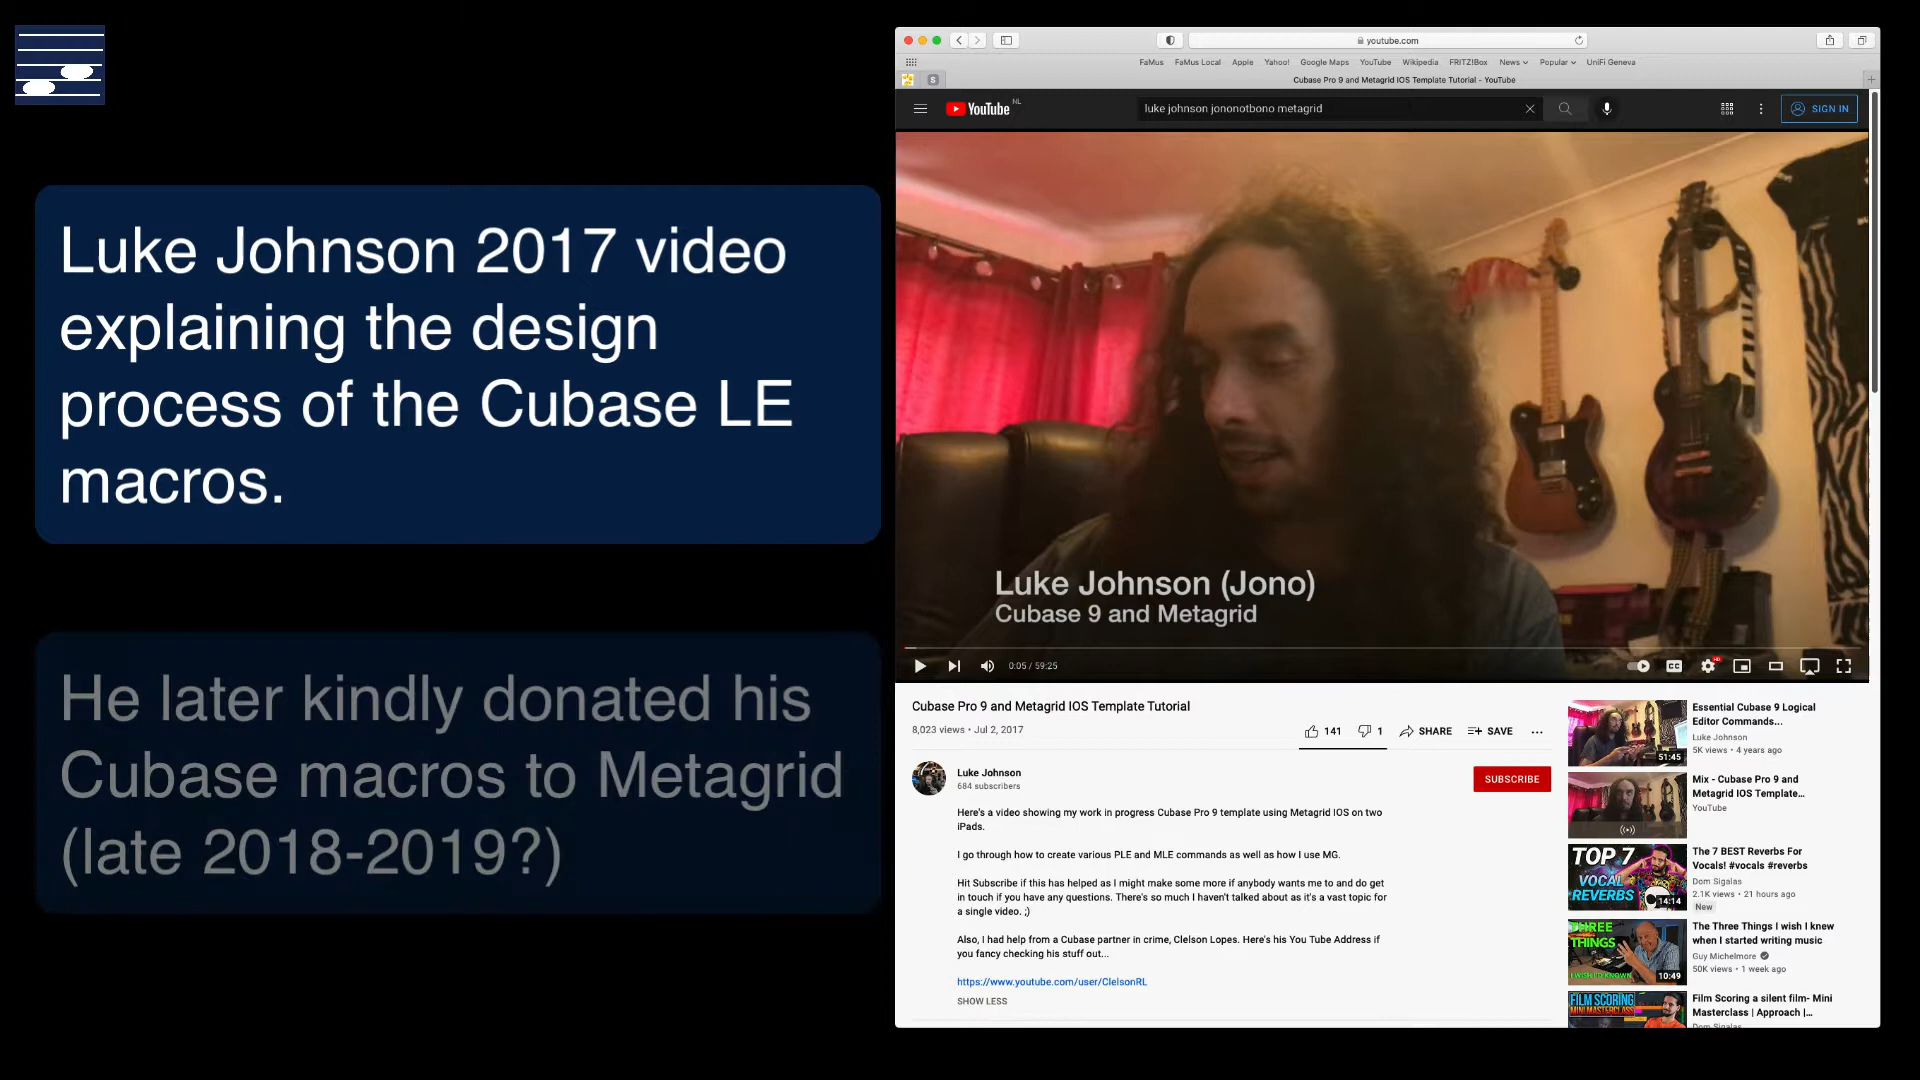 Luke Johnson 2017 video
explaining the design
process of the Cubase LE
macros.
He later kindly donated his
Cubase macros to Metagrid
(late 2018-2019?)
youtube.com
FaMus FaMus Local Apple Yahoo! Google Maps YouTube Wikipedia FRITZ!Box News Popular UniFi Geneva
S
Cubase Pro 9 and Metagrid IOS Template Tutorial - YouTube
YouTube NL
luke johnson jononotbono metagrid
SIGN IN
Luke Johnson (Jono)
Cubase 9 and Metagrid
0:05 / 59:25
CC
HD
Cubase Pro 9 and Metagrid IOS Template Tutorial
8,023 views • Jul 2, 2017
141 1 SHARE SAVE
Luke Johnson
684 subscribers
SUBSCRIBE
Here's a video showing my work in progress Cubase Pro 9 template using Metagrid IOS on two
iPads.
I go through how to create various PLE and MLE commands as well as how I use MG.
Hit Subscribe if this has helped as I might make some more if anybody wants me to and do get
in touch if you have any questions. There's so much I haven't talked about as it's a vast topic for
a single video. ;)
Also, I had help from a Cubase partner in crime, Clelson Lopes. Here's his You Tube Address if
you fancy checking his stuff out...
https://www.youtube.com/user/ClelsonRL
SHOW LESS
51:45
Essential Cubase 9 Logical
Editor Commands...
Luke Johnson
5K views • 4 years ago
Mix - Cubase Pro 9 and
Metagrid IOS Template...
YouTube
TOP 7
VOCAL
REVERBS
14:14
The 7 BEST Reverbs For
Vocals! #vocals #reverbs
Dom Sigalas
2.1K views • 21 hours ago
New
THREE
THINGS
I WISH I'D KNOWN
10:49
The Three Things I wish I knew
when I started writing music
Guy Michelmore
50K views • 1 week ago
FILM SCORING
MINI MASTERCLASS
Film Scoring a silent film- Mini
Masterclass | Approach |...
Dom Sigalas